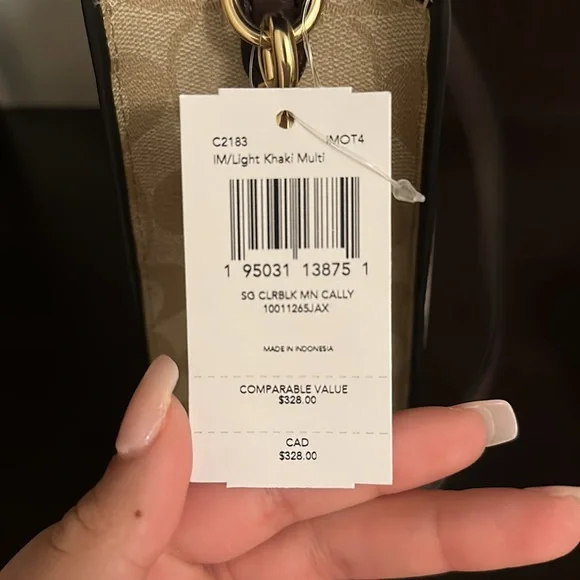 C2183 IMOT4
IM/Light Khaki Multi
1 95031 13875 1
SG CLRBLK MN CALLY
10011265JAX
MADE IN INDONESIA
COMPARABLE VALUE
$328.00
CAD
$328.00